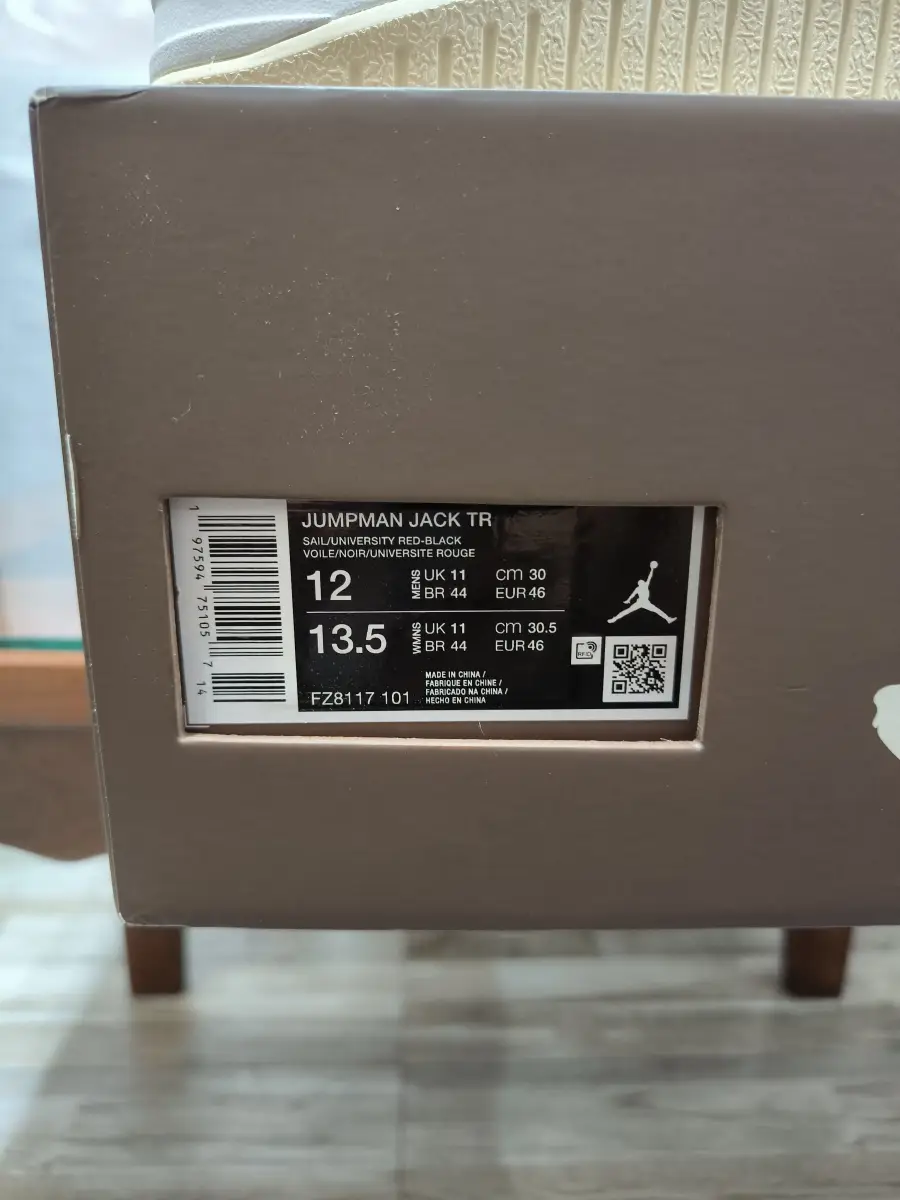 JUMPMAN JACK TR
SAIL/UNIVERSITY RED-BLACK
VOILE/NOIR/UNIVERSITE ROUGE
12 MENS UK 11 CM 30
BR 44 EUR 46
13.5 WMNS UK 11 CM 30.5
BR 44 EUR 46
FZ8117 101
MADE IN CHINA /
FABRIQUE EN CHINE /
FABRICADO NA CHINA /
HECHO EN CHINA
RFID
1 97594 75105 7 14